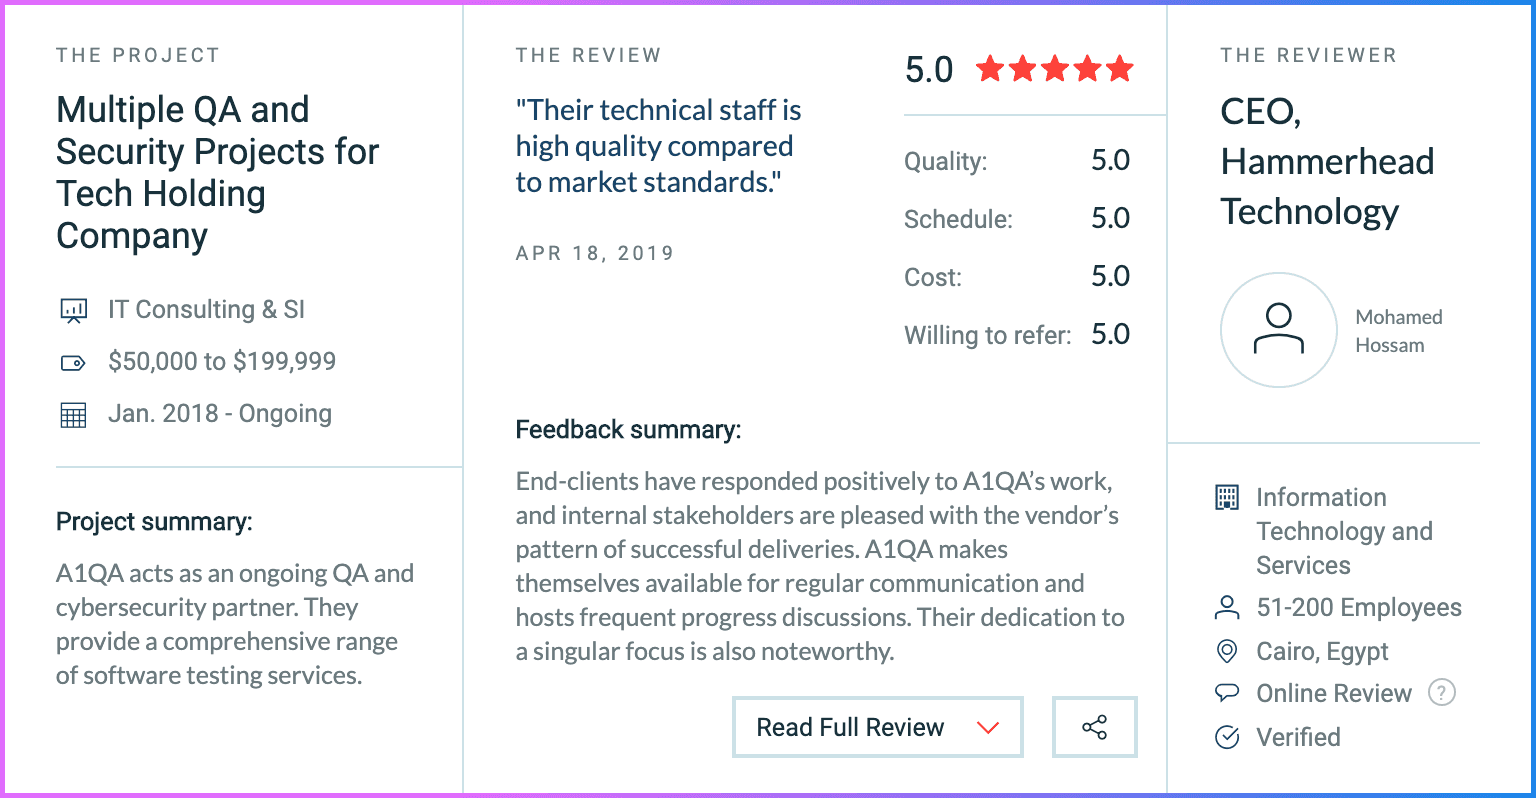 THE PROJECT
Multiple QA and
Security Projects for
Tech Holding
Company
IT Consulting & SI
$50,000 to $199,999
Jan. 2018 - Ongoing
Project summary:
A1QA acts as an ongoing QA and
cybersecurity partner. They
provide a comprehensive range
of software testing services.
THE REVIEW
"Their technical staff is
high quality compared
to market standards."
APR 18, 2019
5.0
Quality: 5.0
Schedule: 5.0
Cost: 5.0
Willing to refer: 5.0
Feedback summary:
End-clients have responded positively to A1QA’s work,
and internal stakeholders are pleased with the vendor’s
pattern of successful deliveries. A1QA makes
themselves available for regular communication and
hosts frequent progress discussions. Their dedication to
a singular focus is also noteworthy.
Read Full Review
THE REVIEWER
CEO,
Hammerhead
Technology
Mohamed
Hossam
Information
Technology and
Services
51-200 Employees
Cairo, Egypt
Online Review ?
Verified